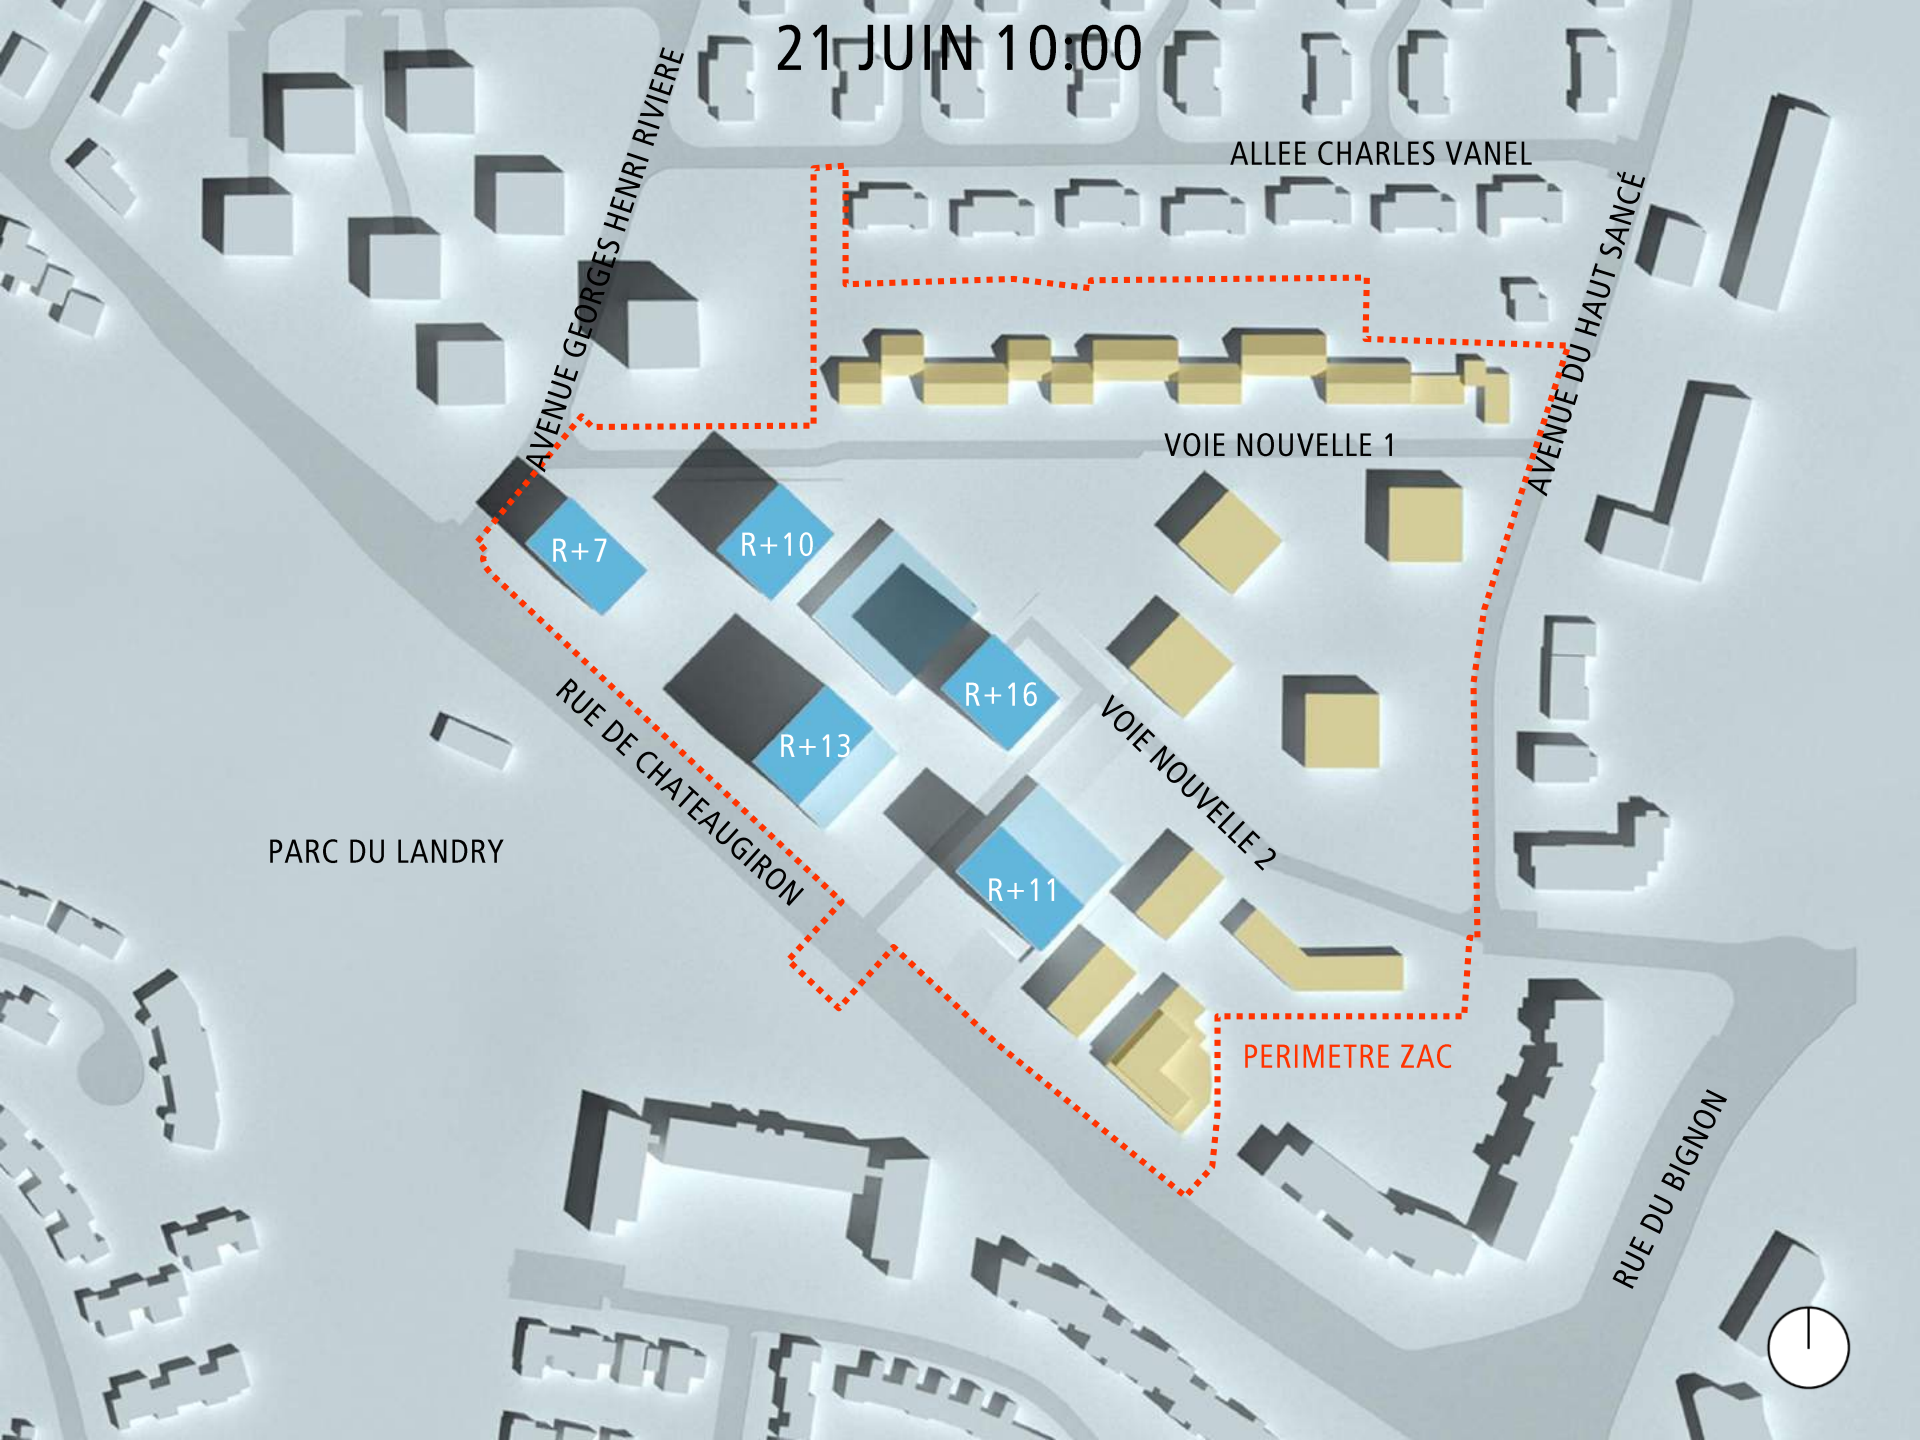 21 JUIN 10:00
AVENUE GEORGES HENRI RIVIERE
ALLEE CHARLES VANEL
AVENUE DU HAUT SANCÉ
VOIE NOUVELLE 1
R+7
R+10
R+16
R+13
R+11
RUE DE CHATEAUGIRON
VOIE NOUVELLE 2
PARC DU LANDRY
PERIMETRE ZAC
RUE DU BIGNON